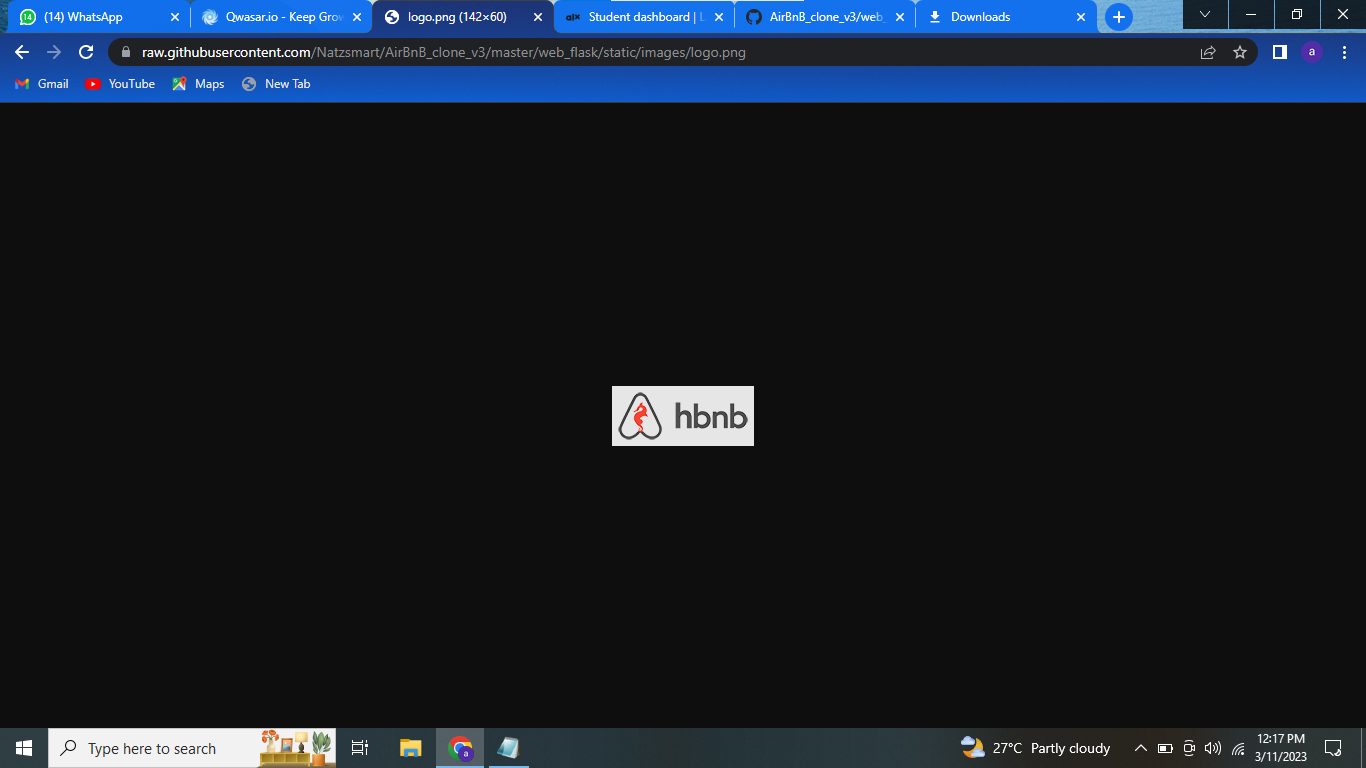 (14) WhatsApp
Qwasar.io - Keep Grow
logo.png (142×60)
alx Student dashboard | L
AirBnB_clone_v3/web_
Downloads
raw.githubusercontent.com/Natzsmart/AirBnB_clone_v3/master/web_flask/static/images/logo.png
a
Gmail YouTube Maps New Tab
hbnb
Type here to search
a
27°C Partly cloudy
12:17 PM
3/11/2023